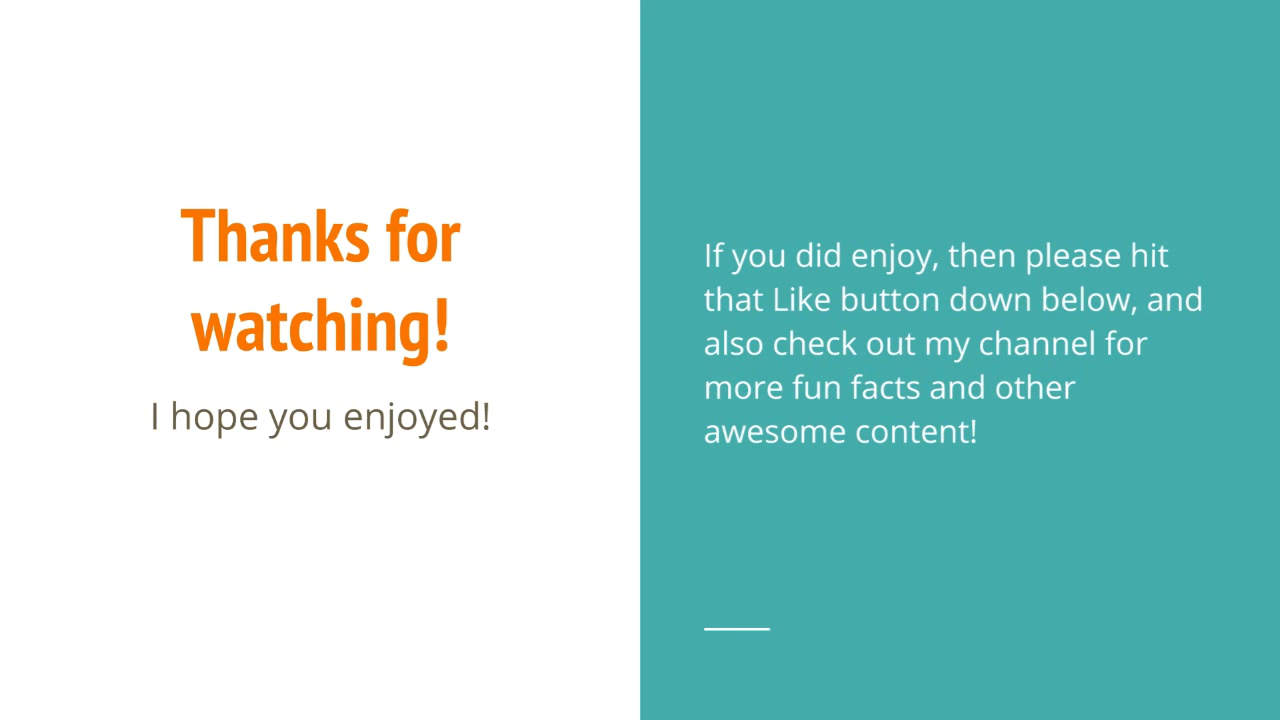 Thanks for
watching!
I hope you enjoyed!
If you did enjoy, then please hit
that Like button down below, and
also check out my channel for
more fun facts and other
awesome content!